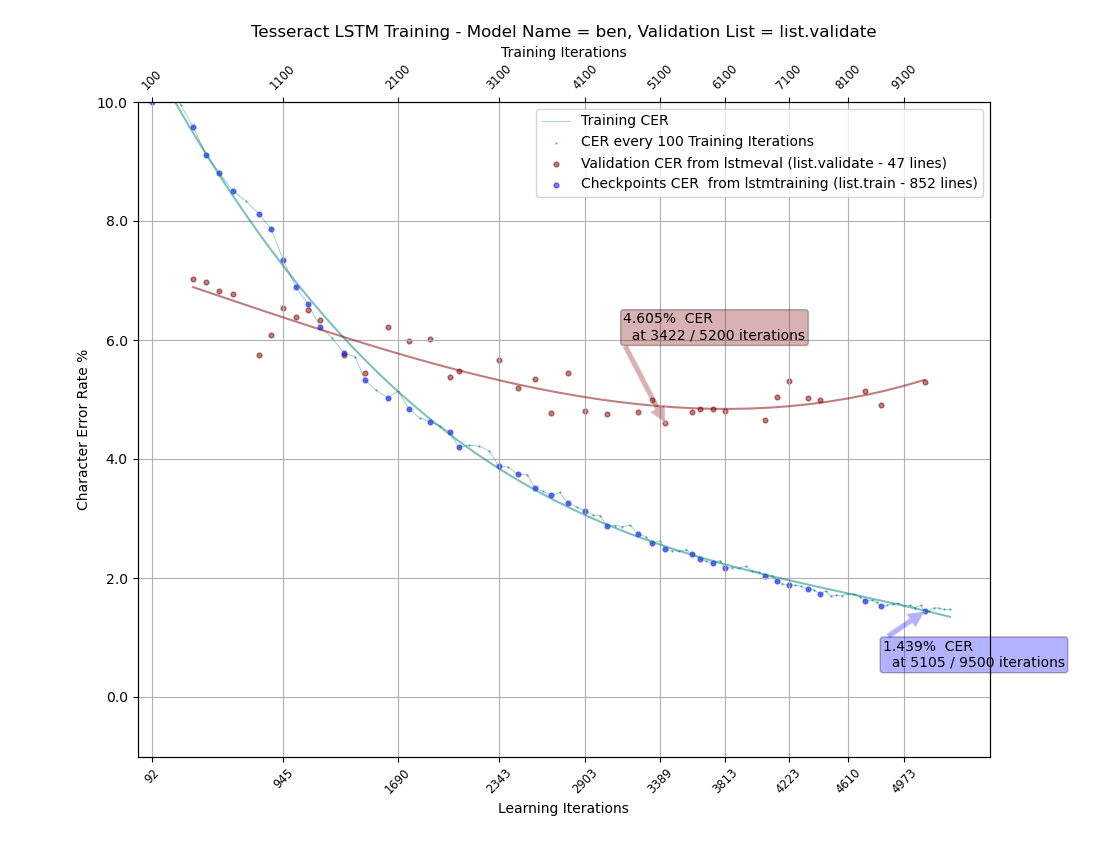 Tesseract LSTM Training - Model Name = ben, Validation List = list.validate
Training Iterations
100 1100 2100 3100 4100 5100 6100 7100 8100 9100
10.0
8.0
6.0
4.0
2.0
0.0
Character Error Rate %
Training CER
CER every 100 Training Iterations
Validation CER from lstmeval (list.validate - 47 lines)
Checkpoints CER  from lstmtraining (list.train - 852 lines)
4.605%  CER
at 3422 / 5200 iterations
1.439%  CER
at 5105 / 9500 iterations
92 945 1690 2343 2903 3389 3813 4223 4610 4973
Learning Iterations